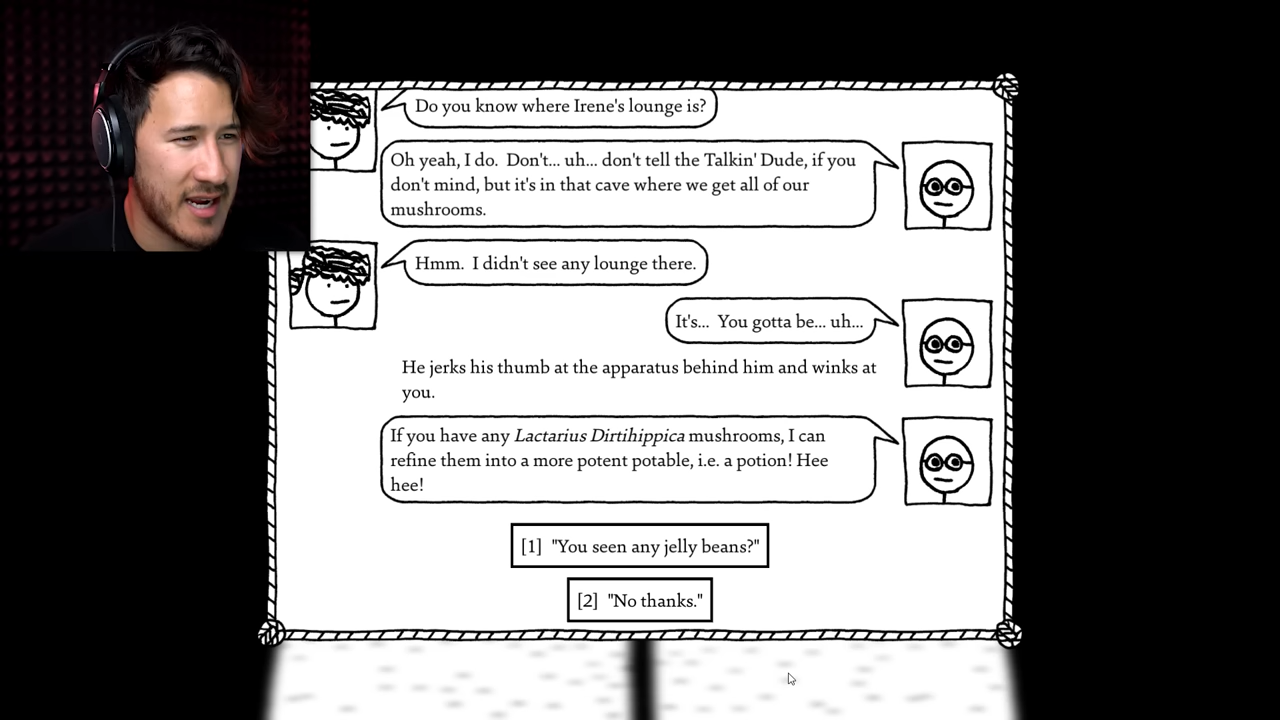 Do you know where Irene's lounge is?
Oh yeah, I do.  Don't... uh... don't tell the Talkin' Dude, if you
don't mind, but it's in that cave where we get all of our
mushrooms.
Hmm.  I didn't see any lounge there.
It's...  You gotta be... uh...
He jerks his thumb at the apparatus behind him and winks at
you.
If you have any Lactarius Dirtihippica mushrooms, I can
refine them into a more potent potable, i.e. a potion! Hee
hee!
[1]  "You seen any jelly beans?"
[2]  "No thanks."